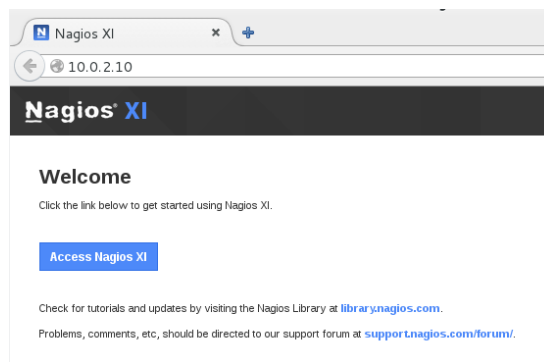 Nagios XI
10.0.2.10
Nagios® XI
Welcome
Click the link below to get started using Nagios XI.
Access Nagios XI
Check for tutorials and updates by visiting the Nagios Library at library.nagios.com.
Problems, comments, etc, should be directed to our support forum at support.nagios.com/forum/.